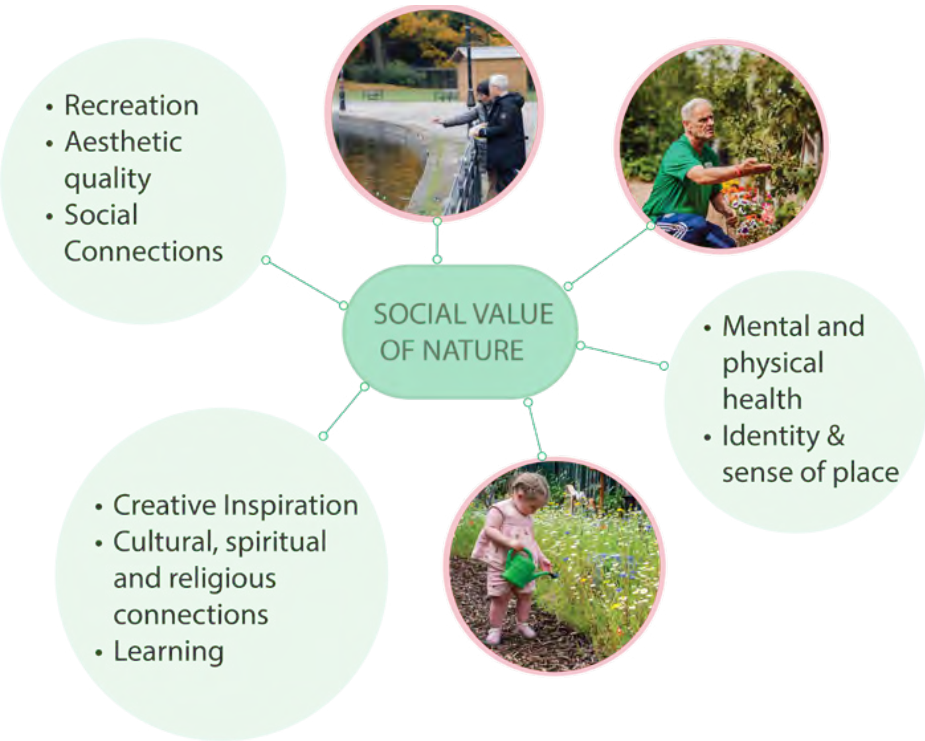 • Recreation
• Aesthetic
quality
• Social
Connections
SOCIAL VALUE
OF NATURE
• Mental and
physical
health
• Identity &
sense of place
• Creative Inspiration
• Cultural, spiritual
and religious
connections
• Learning